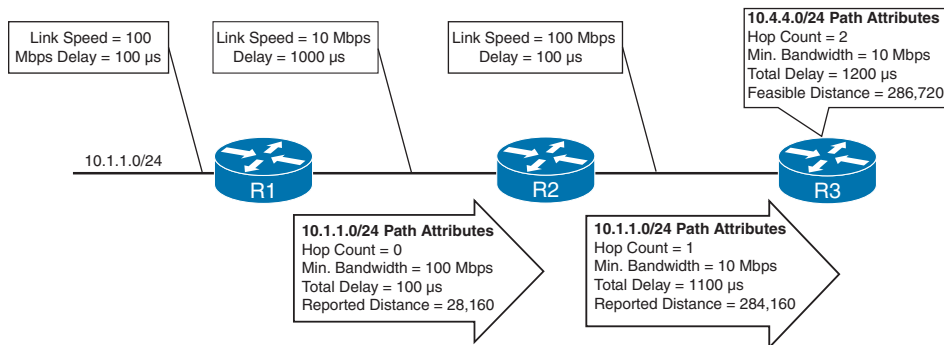 Link Speed = 100
Mbps Delay = 100 µs
Link Speed = 10 Mbps
Delay = 1000 µs
Link Speed = 100 Mbps
Delay = 100 µs
10.4.4.0/24 Path Attributes
Hop Count = 2
Min. Bandwidth = 10 Mbps
Total Delay = 1200 µs
Feasible Distance = 286,720
10.1.1.0/24
R1
R2
R3
10.1.1.0/24 Path Attributes
Hop Count = 0
Min. Bandwidth = 100 Mbps
Total Delay = 100 µs
Reported Distance = 28,160
10.1.1.0/24 Path Attributes
Hop Count = 1
Min. Bandwidth = 10 Mbps
Total Delay = 1100 µs
Reported Distance = 284,160